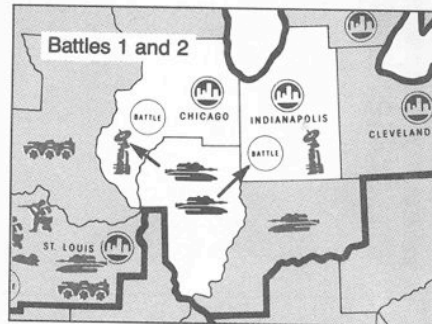 Battles 1 and 2
BATTLE
CHICAGO
INDIANAPOLIS
CLEVELAND
BATTLE
ST. LOUIS